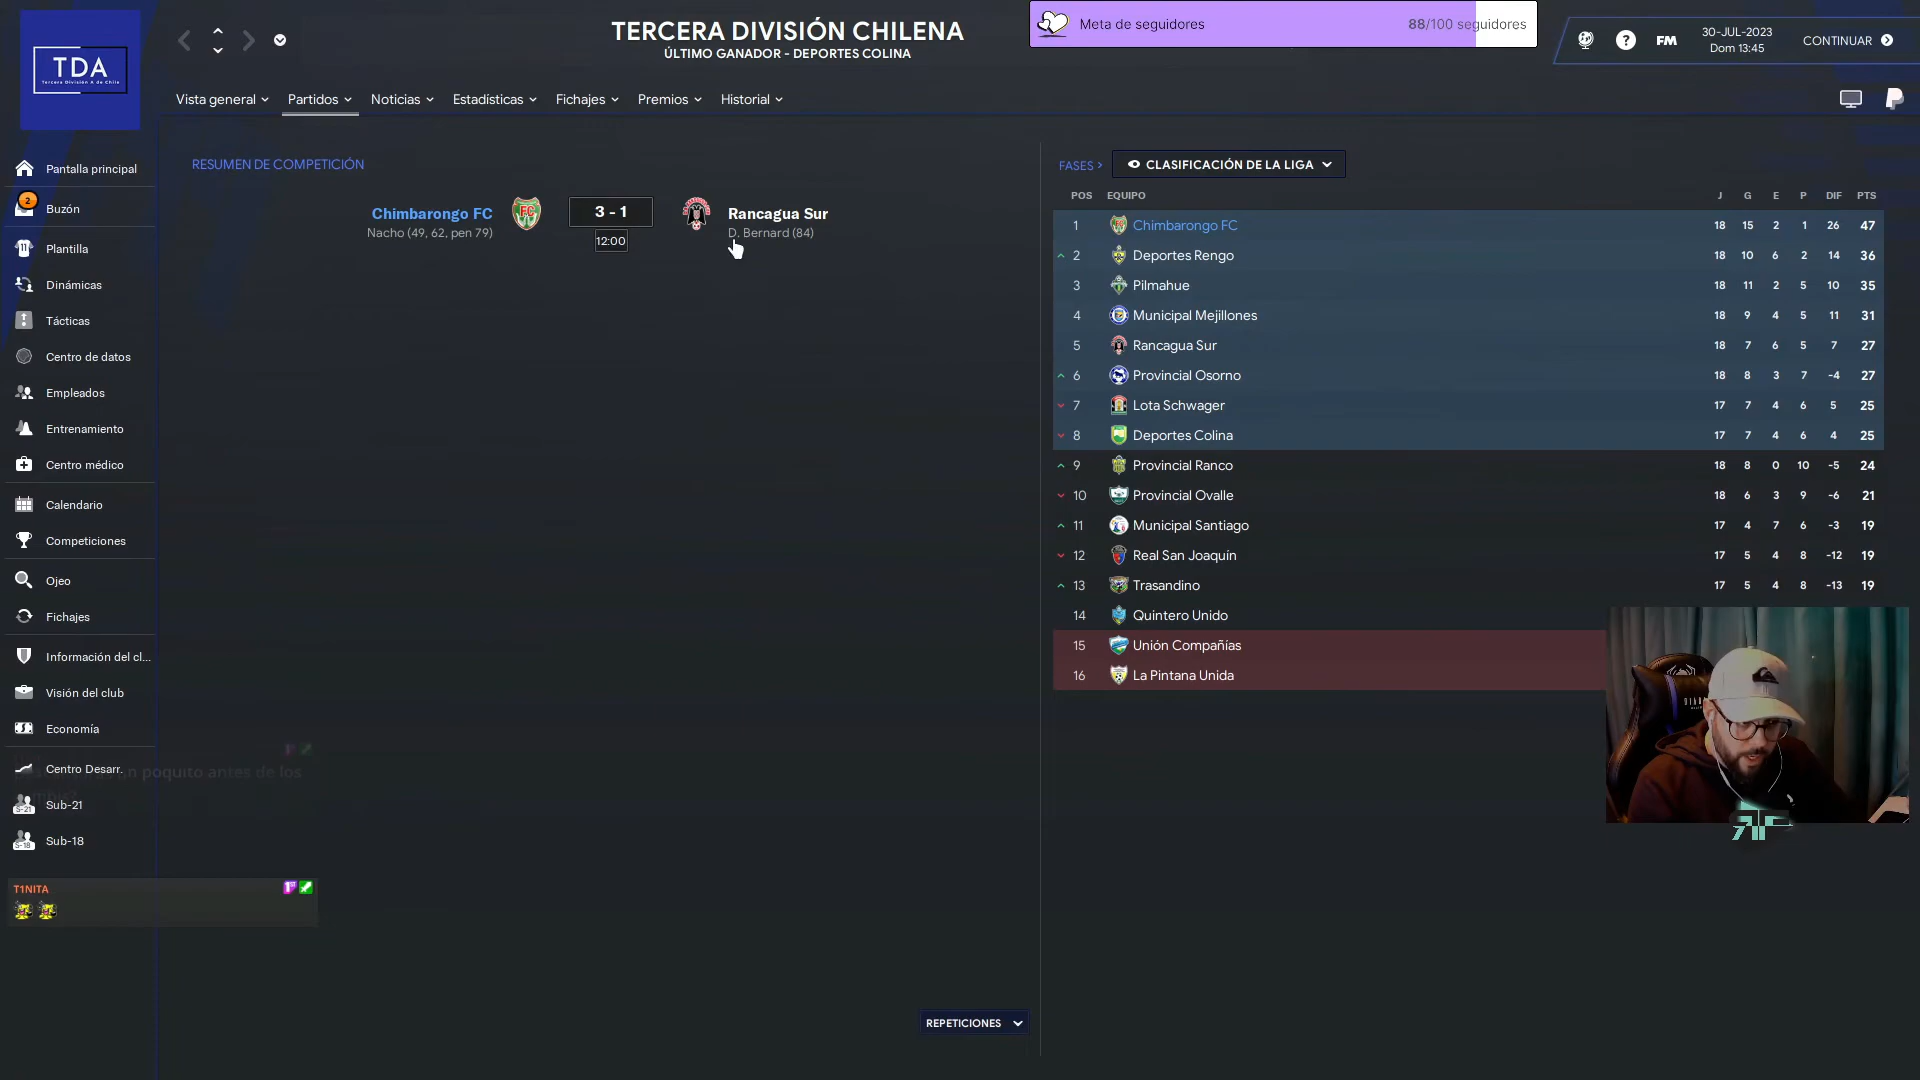 TDA
Tercera División A de Chile
TERCERA DIVISIÓN CHILENA
ÚLTIMO GANADOR - DEPORTES COLINA
Meta de seguidores 88/100 seguidores
FM
30-JUL-2023
Dom 13:45
CONTINUAR
Vista general Partidos Noticias Estadísticas Fichajes Premios Historial
Pantalla principal
2
Buzón
Plantilla
Dinámicas
Tácticas
Centro de datos
Empleados
Entrenamiento
Centro médico
Calendario
Competiciones
Ojeo
Fichajes
Información del cl...
Visión del club
Economía
Centro Desarr.
un poquito antes de los
Sub-21
Sub-18
T1NITA
RESUMEN DE COMPETICIÓN
Chimbarongo FC 3 - 1 Rancagua Sur
Nacho (49, 62, pen 79) 12:00 D. Bernard (84)
REPETICIONES
FASES > CLASIFICACIÓN DE LA LIGA
POS EQUIPO J G E P DIF PTS
1 Chimbarongo FC 18 15 2 1 26 47
2 Deportes Rengo 18 10 6 2 14 36
3 Pilmahue 18 11 2 5 10 35
4 Municipal Mejillones 18 9 4 5 11 31
5 Rancagua Sur 18 7 6 5 7 27
6 Provincial Osorno 18 8 3 7 -4 27
7 Lota Schwager 17 7 4 6 5 25
8 Deportes Colina 17 7 4 6 4 25
9 Provincial Ranco 18 8 0 10 -5 24
10 Provincial Ovalle 18 6 3 9 -6 21
11 Municipal Santiago 17 4 7 6 -3 19
12 Real San Joaquín 17 5 4 8 -12 19
13 Trasandino 17 5 4 8 -13 19
14 Quintero Unido
15 Unión Compañías
16 La Pintana Unida